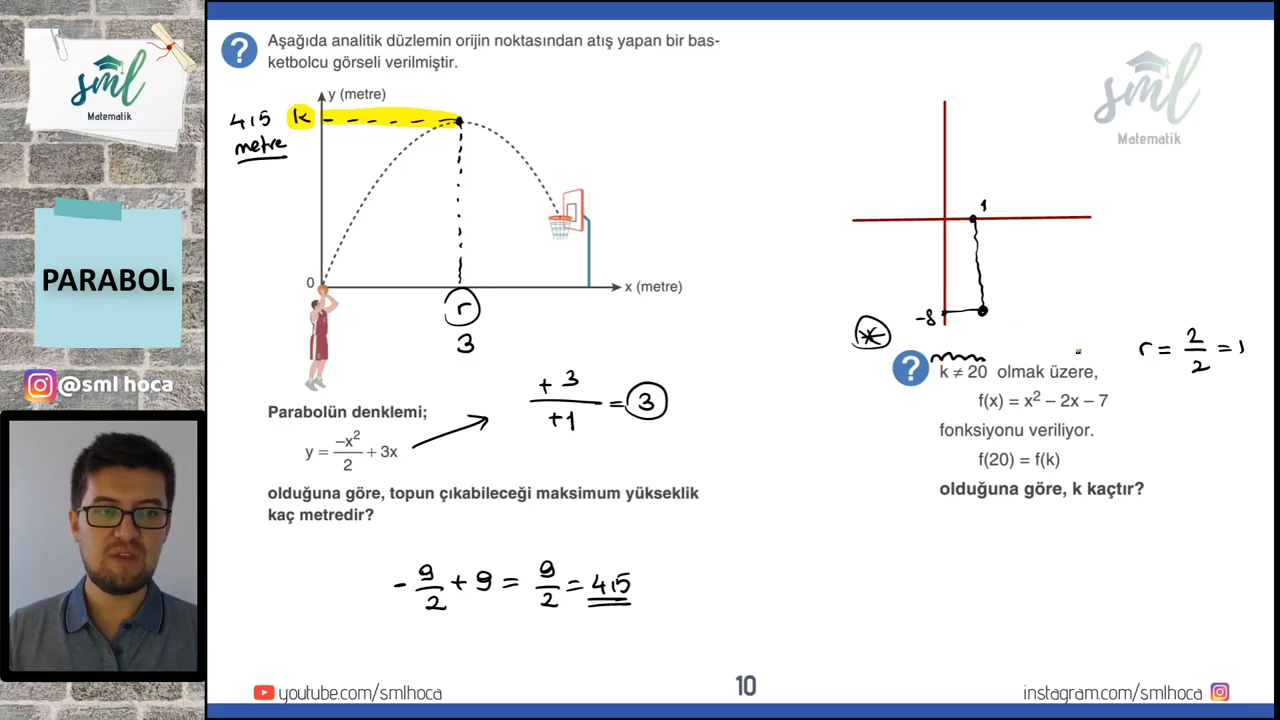 sml
Matematik
PARABOL
@sml hoca
? Aşağıda analitik düzlemin orijin noktasından atış yapan bir bas-
ketbolcu görseli verilmiştir.
y (metre)
4,5 k
metre
0
x (metre)
r
3
Parabolün denklemi;
y = -x²/2 + 3x
+3/+1 = 3
olduğuna göre, topun çıkabileceği maksimum yükseklik
kaç metredir?
-9/2 + 9 = 9/2 = 4,5
sml
Matematik
1
-8
r = 2/2 = 1
? k ≠ 20 olmak üzere,
f(x) = x² – 2x – 7
fonksiyonu veriliyor.
f(20) = f(k)
olduğuna göre, k kaçtır?
youtube.com/smlhoca
10
instagram.com/smlhoca